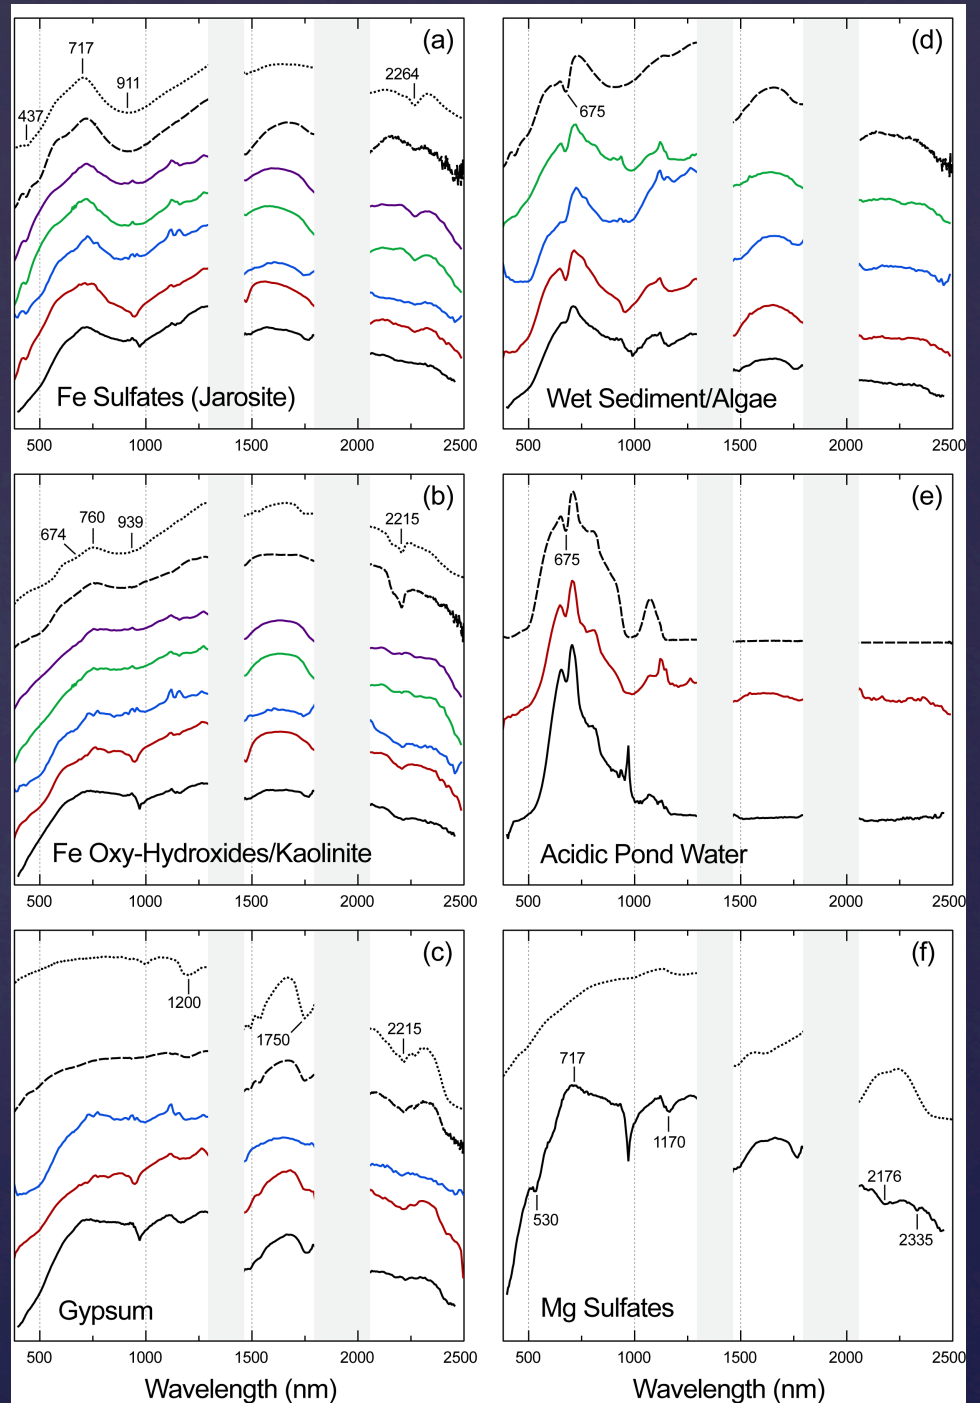 (a)
717
911
437
2264
Fe Sulfates (Jarosite)
500 1000 1500 2000 2500
(d)
675
Wet Sediment/Algae
500 1000 1500 2000 2500
(b)
674 760 939
2215
Fe Oxy-Hydroxides/Kaolinite
500 1000 1500 2000 2500
(e)
675
Acidic Pond Water
500 1000 1500 2000 2500
(c)
1200
1750
2215
Gypsum
500 1000 1500 2000 2500
Wavelength (nm)
(f)
717
1170
530
2176
2335
Mg Sulfates
500 1000 1500 2000 2500
Wavelength (nm)